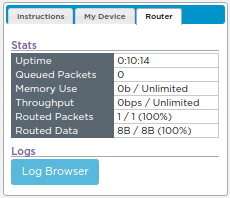 Instructions My Device Router
Stats
Uptime 0:10:14
Queued Packets 0
Memory Use 0b / Unlimited
Throughput 0bps / Unlimited
Routed Packets 1 / 1 (100%)
Routed Data 8B / 8B (100%)
Logs
Log Browser